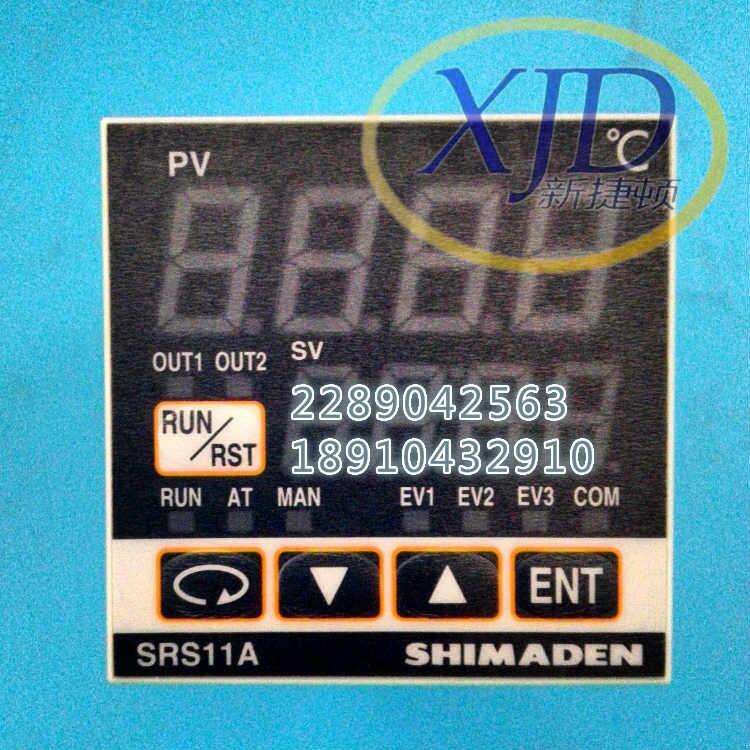 XJD
新捷顿
PV
℃
OUT1 OUT2
SV
2289042563
RUN/RST
18910432910
RUN AT MAN EV1 EV2 EV3 COM
ENT
SRS11A SHIMADEN